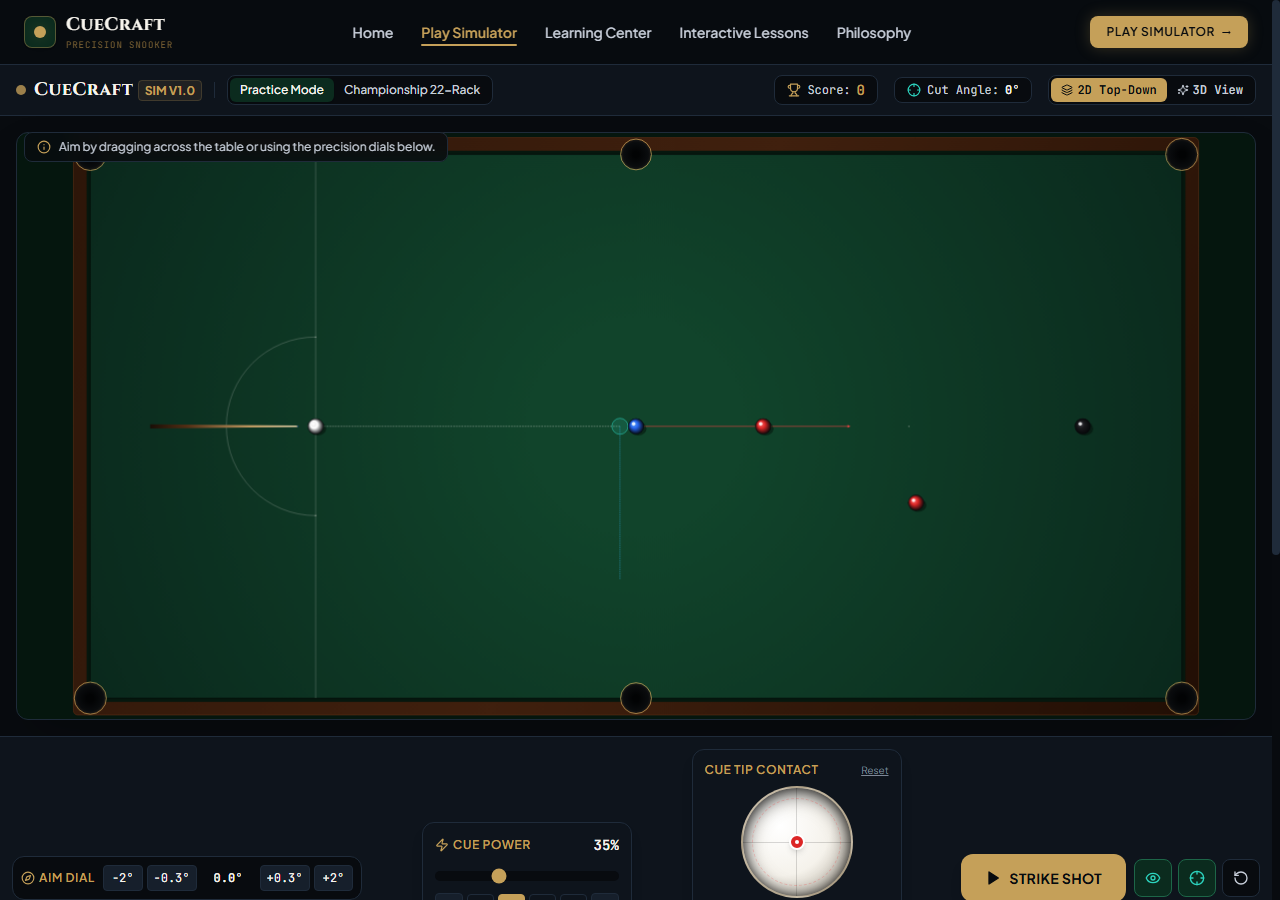 CUECRAFT
PRECISION SNOOKER
Home
Play Simulator
Learning Center
Interactive Lessons
Philosophy
PLAY SIMULATOR →
CUECRAFT SIM V1.0
Practice Mode
Championship 22-Rack
Score: 0
Cut Angle: 0°
2D Top-Down
3D View
Aim by dragging across the table or using the precision dials below.
CUE TIP CONTACT
Reset
CUE POWER
35%
AIM DIAL
-2°
-0.3°
0.0°
+0.3°
+2°
STRIKE SHOT